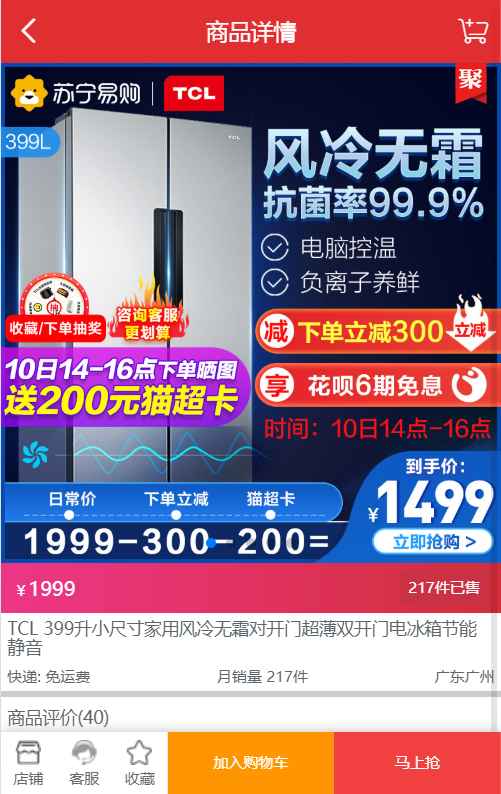 商品详情
苏宁易购
TCL
聚
399L
TCL
风冷无霜
抗菌率99.9%
电脑控温
负离子养鲜
抽
收藏/下单抽奖
咨询客服
更划算
减 下单立减300 立减
10日14-16点下单晒图
送200元猫超卡
享 花呗6期免息
时间：10日14点-16点
日常价 下单立减 猫超卡
1999-300-200=
到手价：
¥1499
立即抢购 >
¥1999
217件已售
TCL 399升小尺寸家用风冷无霜对开门超薄双开门电冰箱节能
静音
快递: 免运费 月销量 217件 广东广州
商品评价(40)
店铺 客服 收藏 加入购物车 马上抢